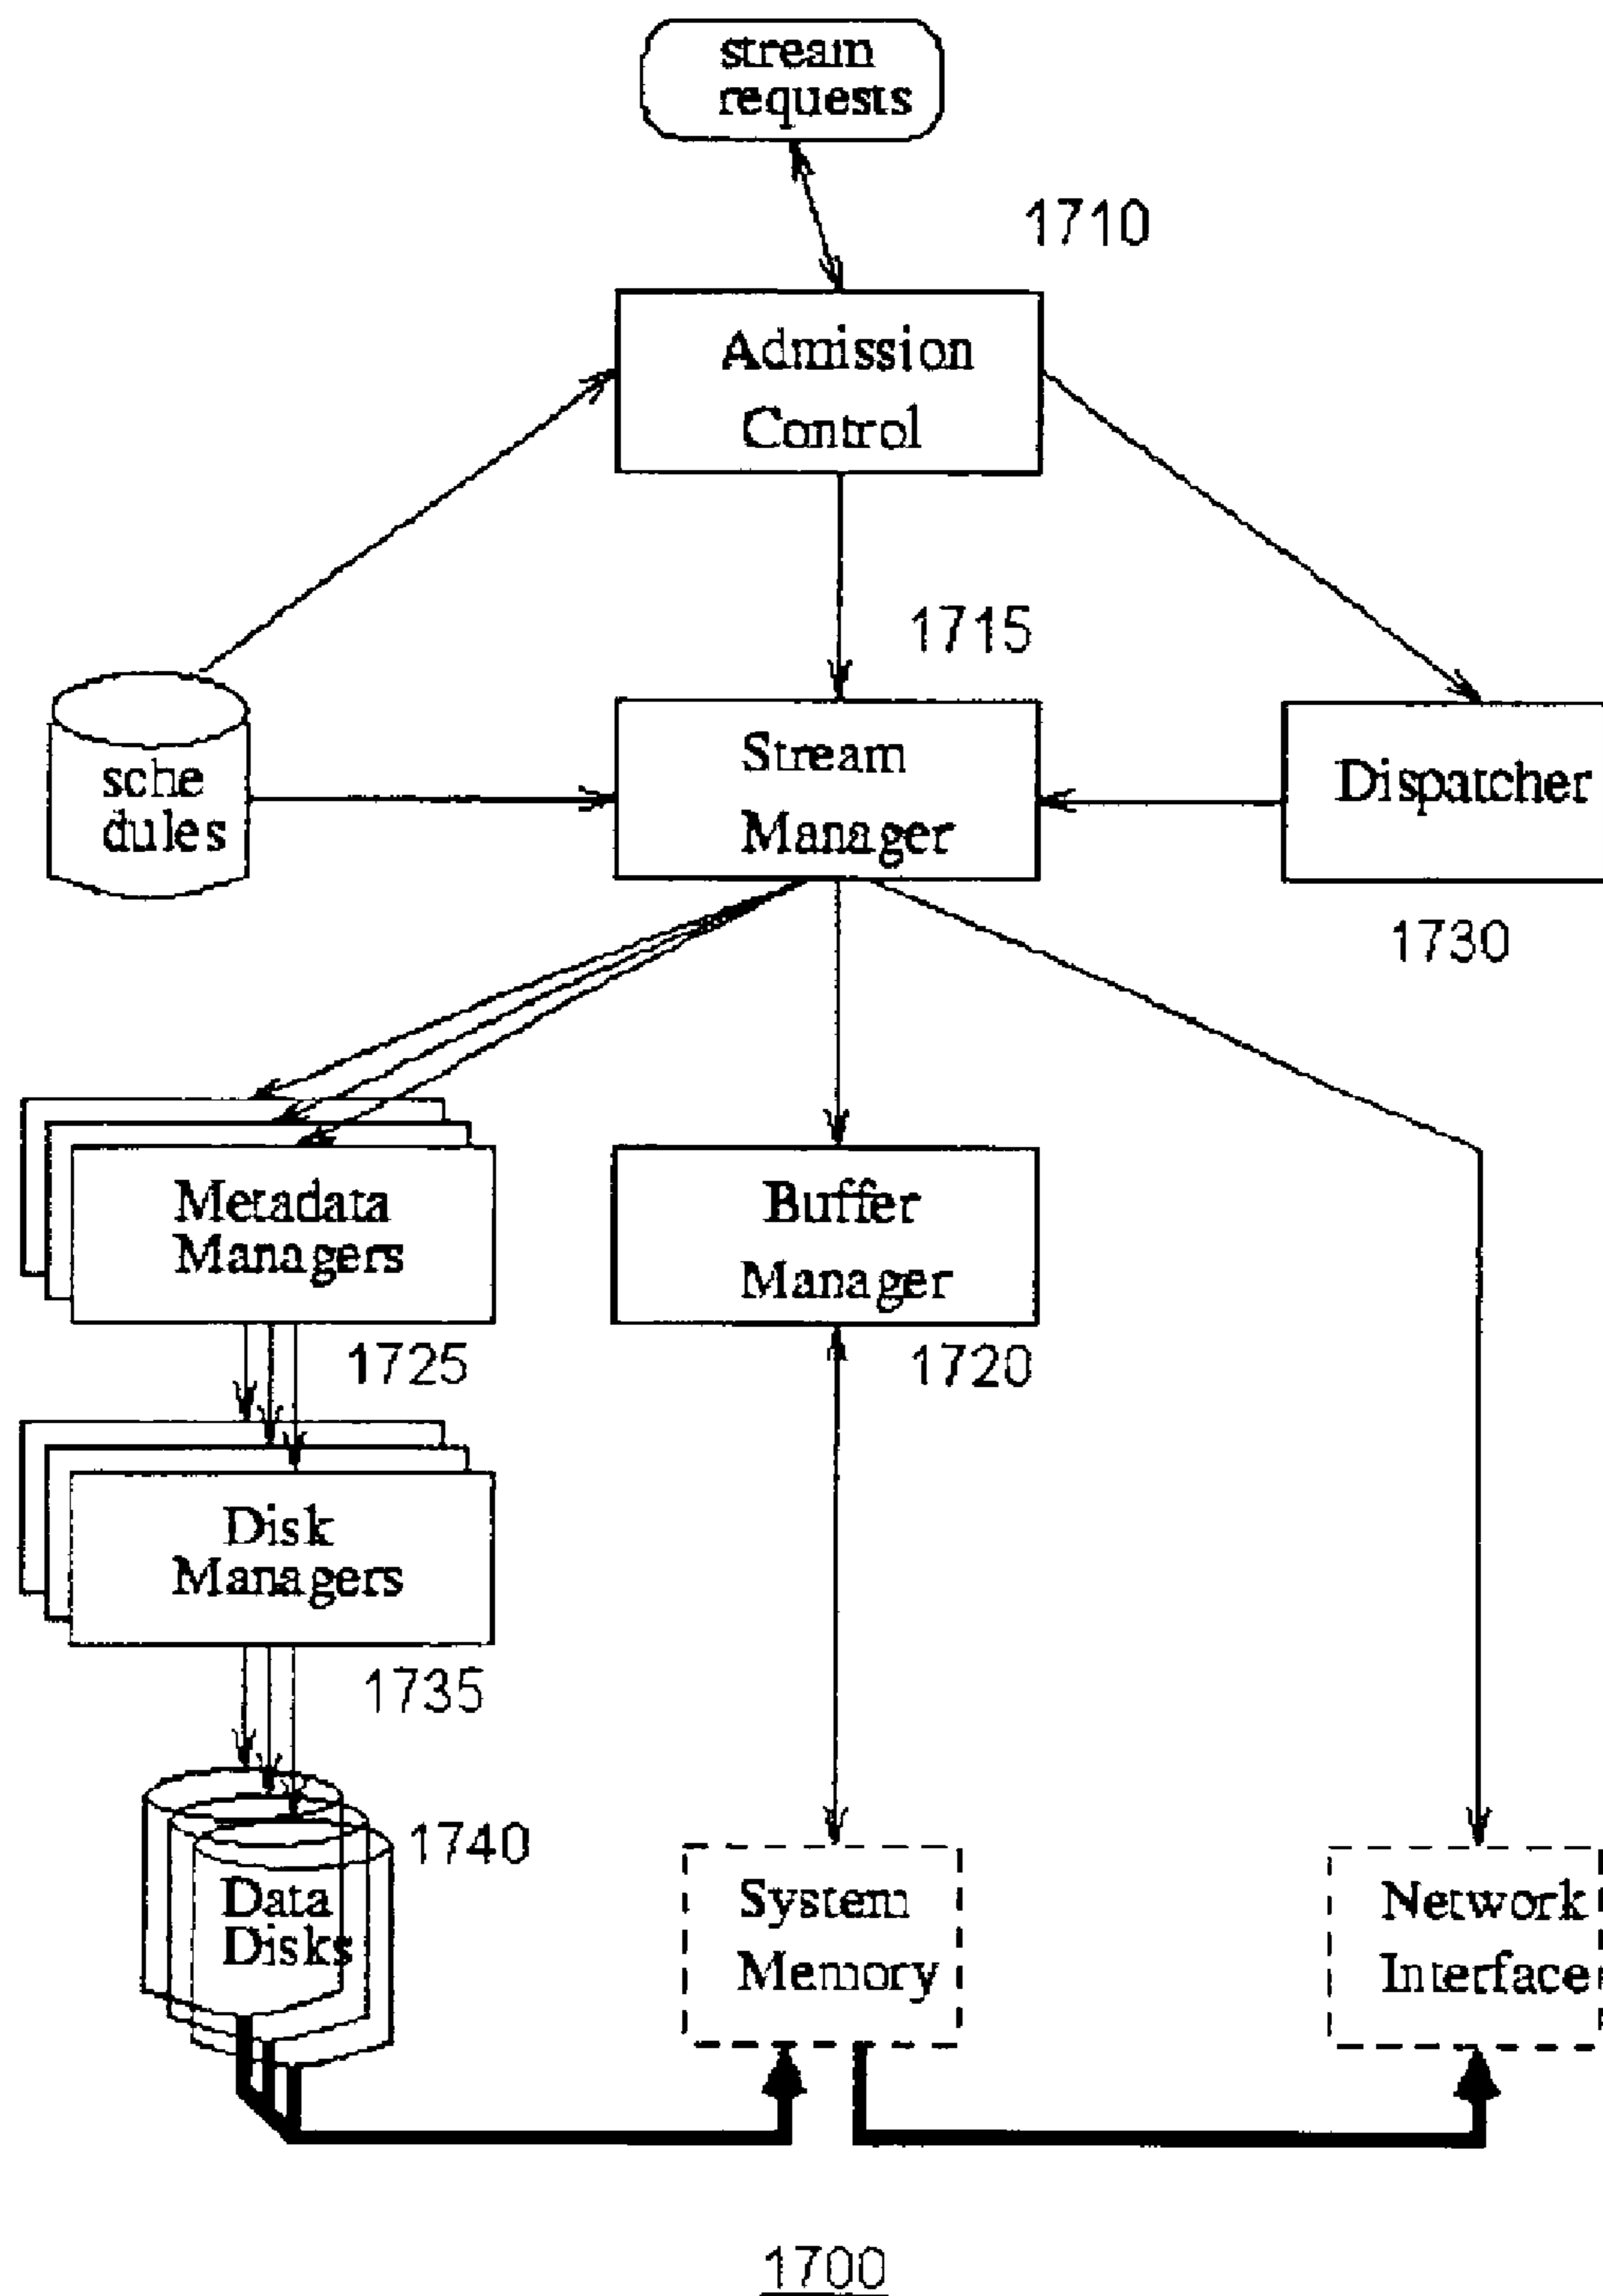 stream
requests
1710
Admission
Control
1715
sche
dules
Stream
Manager
Dispatcher
1730
Metadata
Managers
Buffer
Manager
1725
1720
Disk
Managers
1735
1740
Data
Disks
System
Memory
Network
Interface
1700